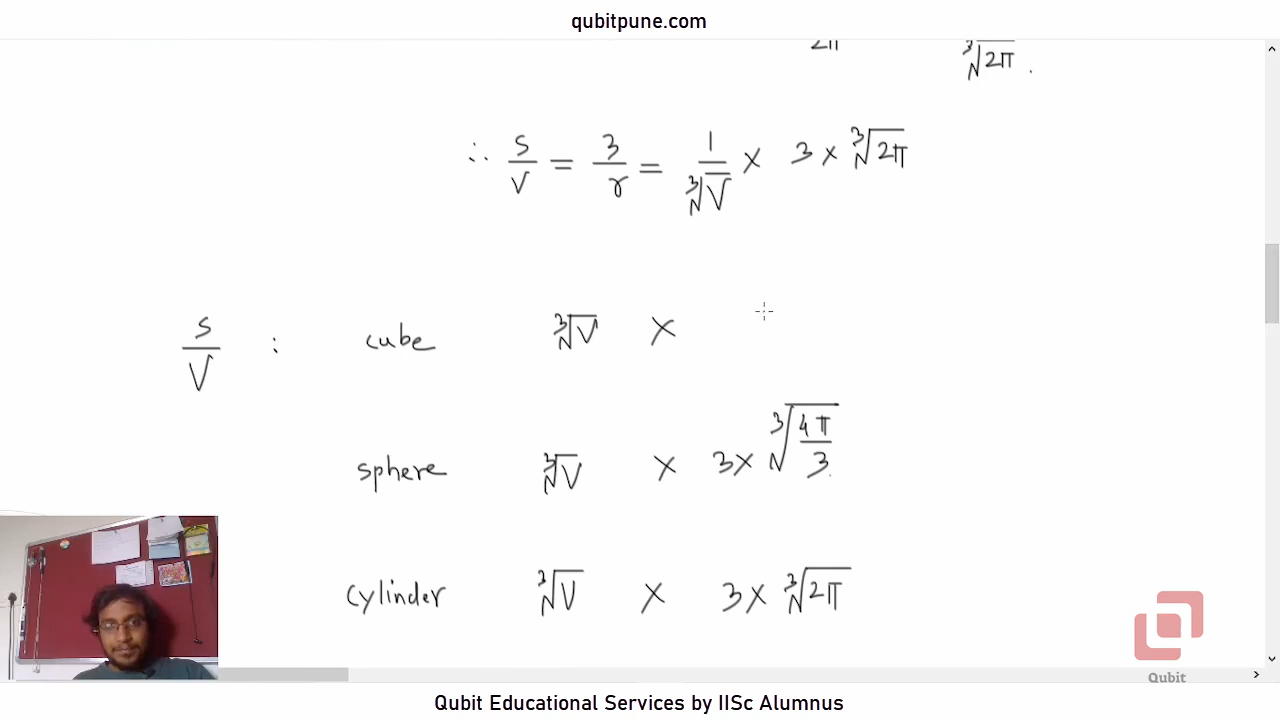 qubitpune.com
2π ∛2π .
∴ S/V = 3/r = 1/∛V × 3 × ∛2π
S/V : cube ∛V ×
sphere ∛V × 3 × ∛(4π/3)
cylinder ∛V × 3 × ∛2π
Qubit
Qubit Educational Services by IISc Alumnus